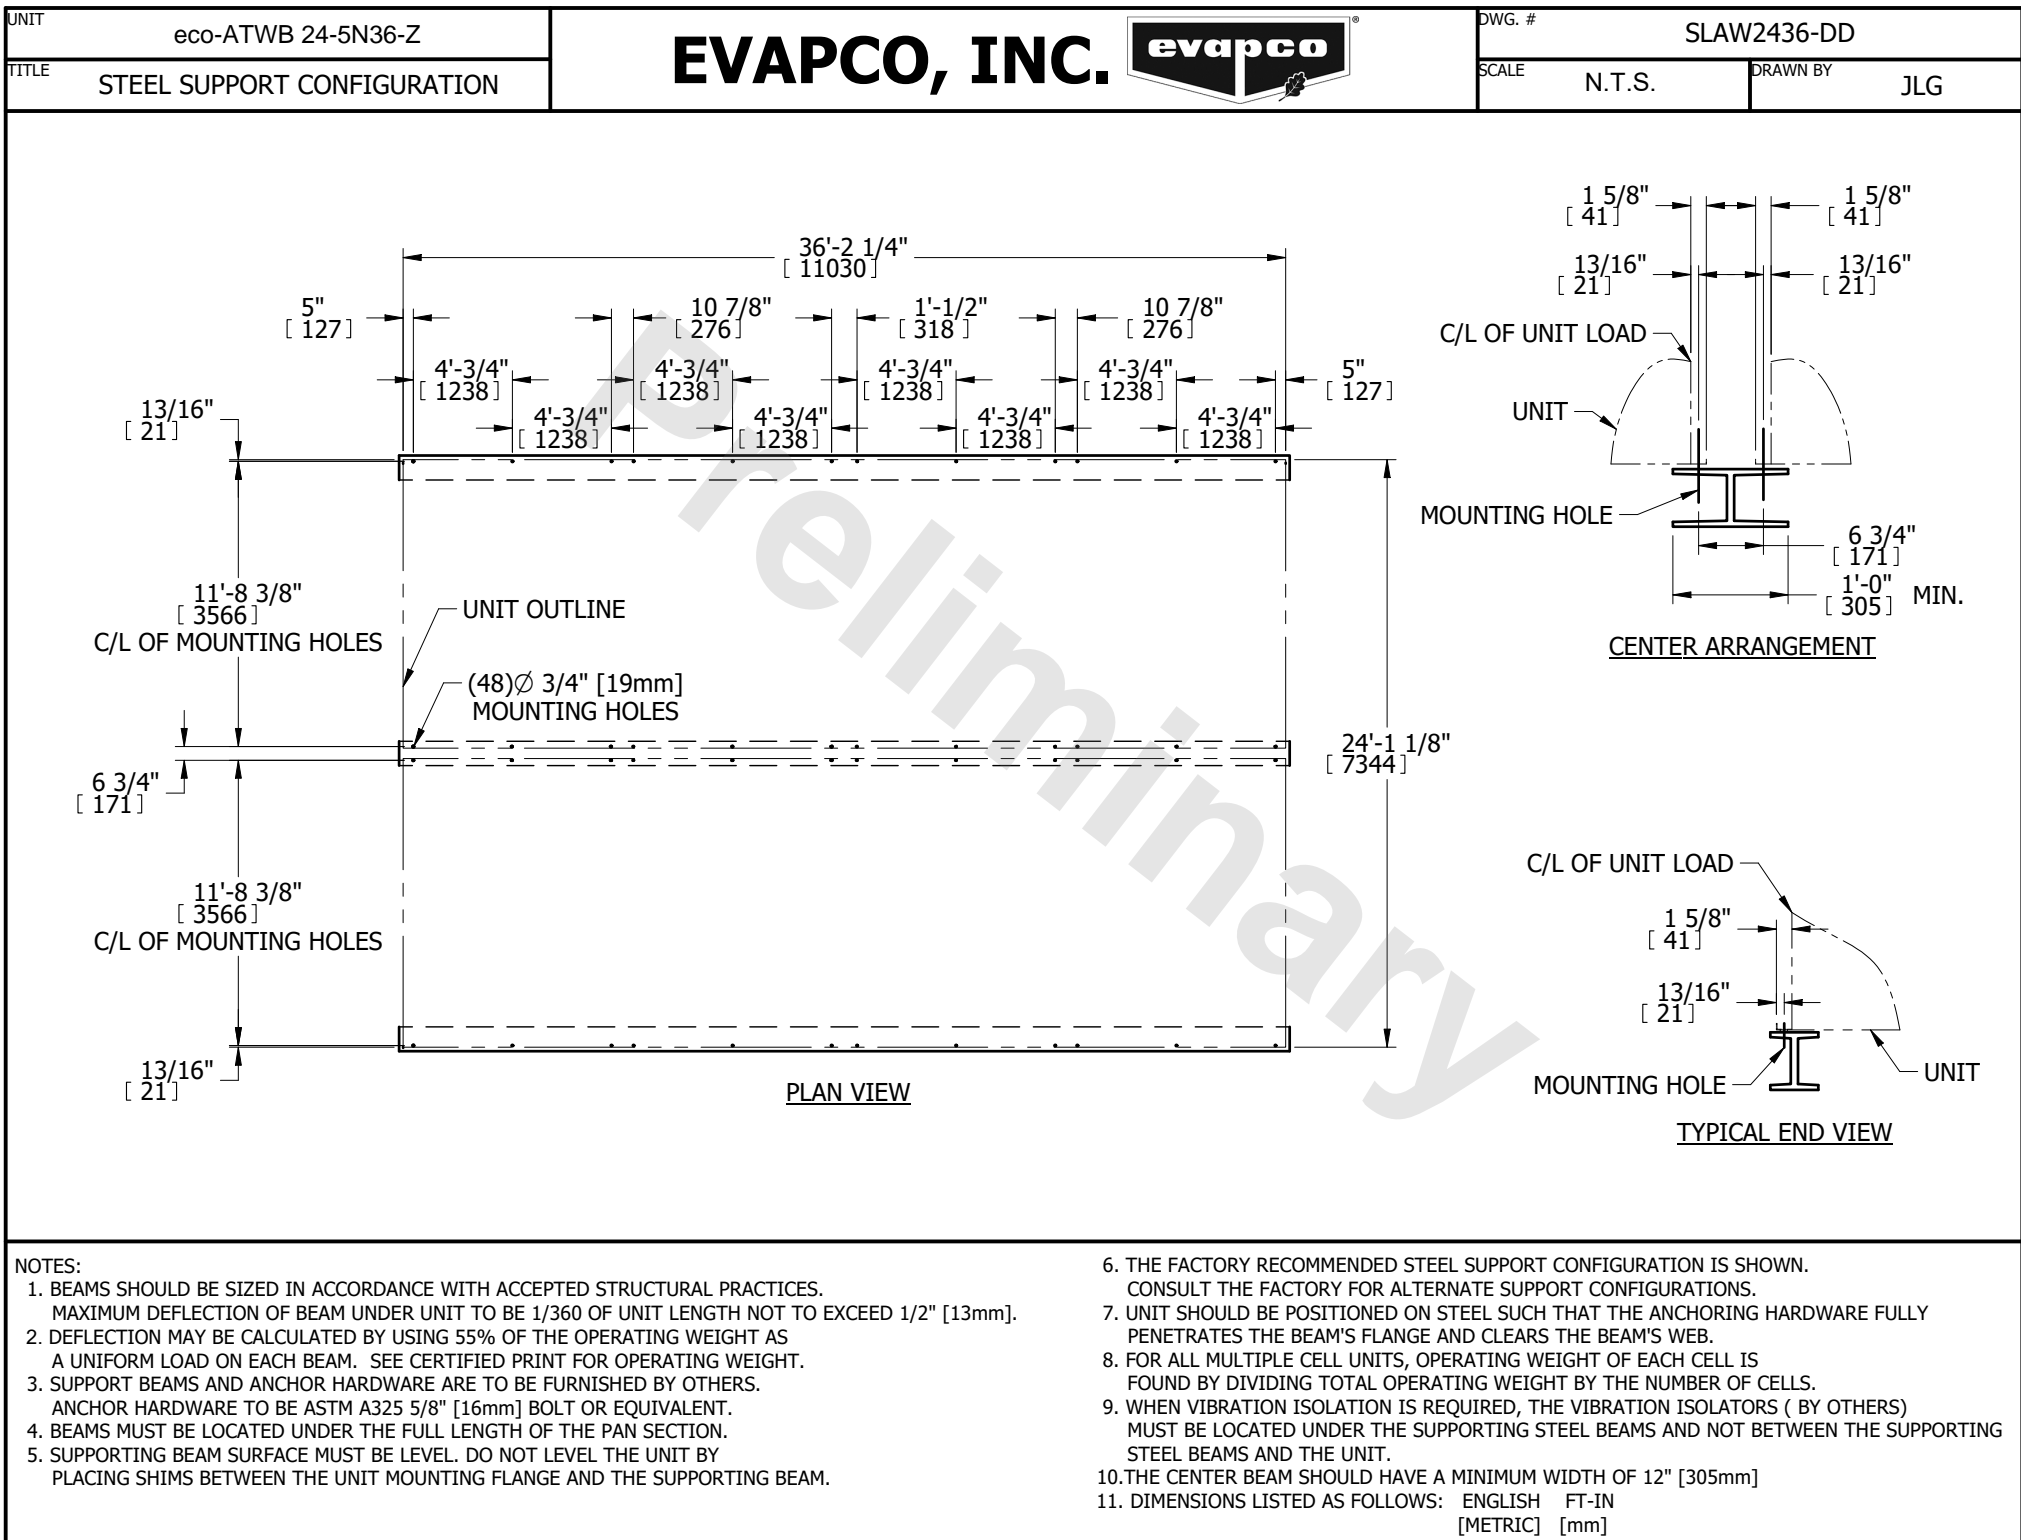 UNIT
eco-ATWB 24-5N36-Z
TITLE
STEEL SUPPORT CONFIGURATION
EVAPCO, INC.
evapco
®
DWG. #
SLAW2436-DD
SCALE
N.T.S.
DRAWN BY
JLG
36'-2 1/4"
[ 11030]
5"
[ 127]
10 7/8"
[ 276]
1'-1/2"
[ 318]
10 7/8"
[ 276]
4'-3/4"
[ 1238]
4'-3/4"
[ 1238]
4'-3/4"
[ 1238]
4'-3/4"
[ 1238]
5"
[ 127]
4'-3/4"
[ 1238]
4'-3/4"
[ 1238]
4'-3/4"
[ 1238]
4'-3/4"
[ 1238]
13/16"
[ 21]
11'-8 3/8"
[ 3566]
C/L OF MOUNTING HOLES
UNIT OUTLINE
(48)Ø 3/4" [19mm]
MOUNTING HOLES
6 3/4"
[ 171]
24'-1 1/8"
[ 7344]
11'-8 3/8"
[ 3566]
C/L OF MOUNTING HOLES
13/16"
[ 21]
PLAN VIEW
Preliminary
1 5/8"
[ 41]
1 5/8"
[ 41]
13/16"
[ 21]
13/16"
[ 21]
C/L OF UNIT LOAD
UNIT
MOUNTING HOLE
6 3/4"
[ 171]
1'-0"
[ 305] MIN.
CENTER ARRANGEMENT
C/L OF UNIT LOAD
1 5/8"
[ 41]
13/16"
[ 21]
MOUNTING HOLE
UNIT
TYPICAL END VIEW
NOTES:
1. BEAMS SHOULD BE SIZED IN ACCORDANCE WITH ACCEPTED STRUCTURAL PRACTICES.
MAXIMUM DEFLECTION OF BEAM UNDER UNIT TO BE 1/360 OF UNIT LENGTH NOT TO EXCEED 1/2" [13mm].
2. DEFLECTION MAY BE CALCULATED BY USING 55% OF THE OPERATING WEIGHT AS
A UNIFORM LOAD ON EACH BEAM. SEE CERTIFIED PRINT FOR OPERATING WEIGHT.
3. SUPPORT BEAMS AND ANCHOR HARDWARE ARE TO BE FURNISHED BY OTHERS.
ANCHOR HARDWARE TO BE ASTM A325 5/8" [16mm] BOLT OR EQUIVALENT.
4. BEAMS MUST BE LOCATED UNDER THE FULL LENGTH OF THE PAN SECTION.
5. SUPPORTING BEAM SURFACE MUST BE LEVEL. DO NOT LEVEL THE UNIT BY
PLACING SHIMS BETWEEN THE UNIT MOUNTING FLANGE AND THE SUPPORTING BEAM.
6. THE FACTORY RECOMMENDED STEEL SUPPORT CONFIGURATION IS SHOWN.
CONSULT THE FACTORY FOR ALTERNATE SUPPORT CONFIGURATIONS.
7. UNIT SHOULD BE POSITIONED ON STEEL SUCH THAT THE ANCHORING HARDWARE FULLY
PENETRATES THE BEAM'S FLANGE AND CLEARS THE BEAM'S WEB.
8. FOR ALL MULTIPLE CELL UNITS, OPERATING WEIGHT OF EACH CELL IS
FOUND BY DIVIDING TOTAL OPERATING WEIGHT BY THE NUMBER OF CELLS.
9. WHEN VIBRATION ISOLATION IS REQUIRED, THE VIBRATION ISOLATORS ( BY OTHERS)
MUST BE LOCATED UNDER THE SUPPORTING STEEL BEAMS AND NOT BETWEEN THE SUPPORTING
STEEL BEAMS AND THE UNIT.
10.THE CENTER BEAM SHOULD HAVE A MINIMUM WIDTH OF 12" [305mm]
11. DIMENSIONS LISTED AS FOLLOWS: ENGLISH FT-IN
[METRIC] [mm]